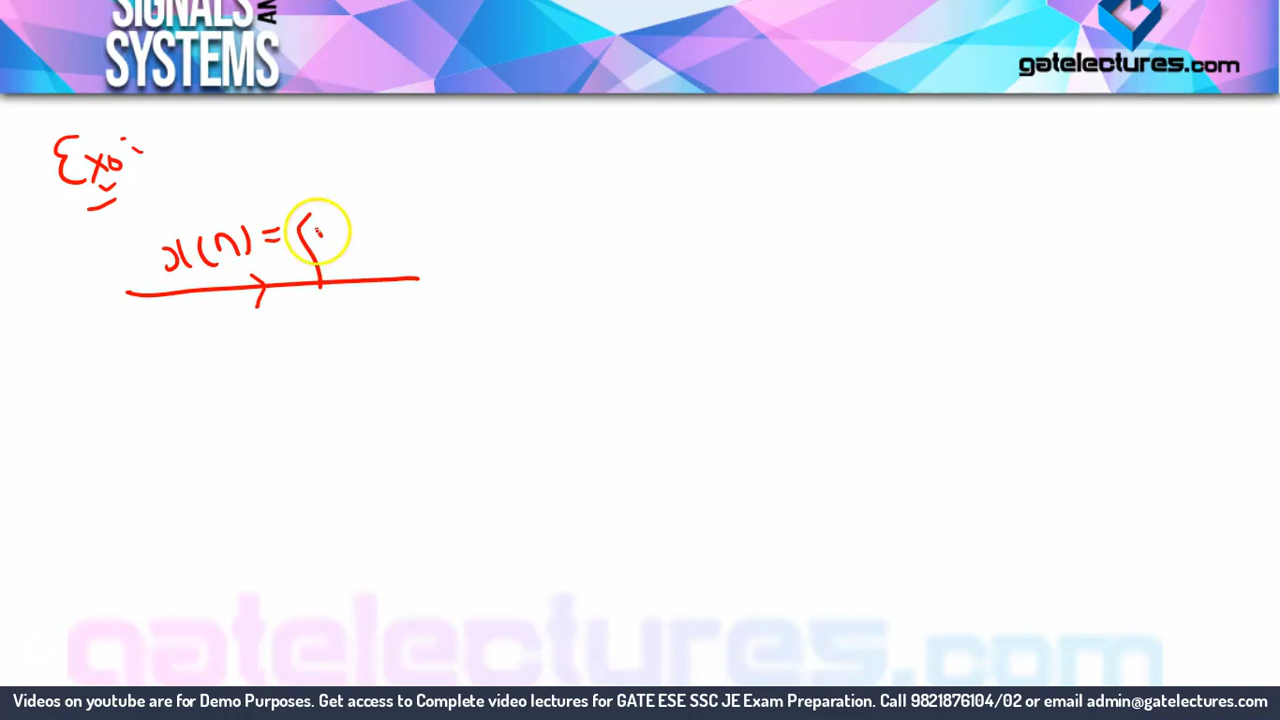 SIGNALS AND
SYSTEMS
gatelectures.com
Ex:
x(n) =
gatelectures.com
Videos on youtube are for Demo Purposes. Get access to Complete video lectures for GATE ESE SSC JE Exam Preparation. Call 9821876104/02 or email admin@gatelectures.com